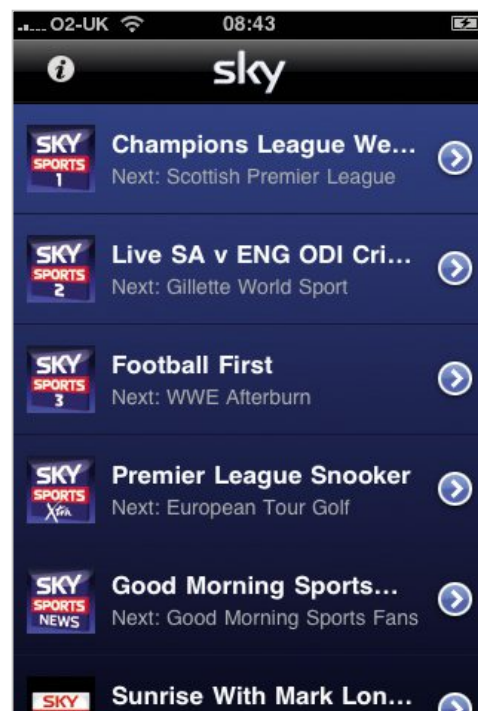 O2-UK 08:43
i sky
SKY
SPORTS
1
Champions League We...
Next: Scottish Premier League
SKY
SPORTS
2
Live SA v ENG ODI Cri...
Next: Gillette World Sport
SKY
SPORTS
3
Football First
Next: WWE Afterburn
SKY
SPORTS
Xtra
Premier League Snooker
Next: European Tour Golf
SKY
SPORTS
NEWS
Good Morning Sports...
Next: Good Morning Sports Fans
SKY
Sunrise With Mark Lon...